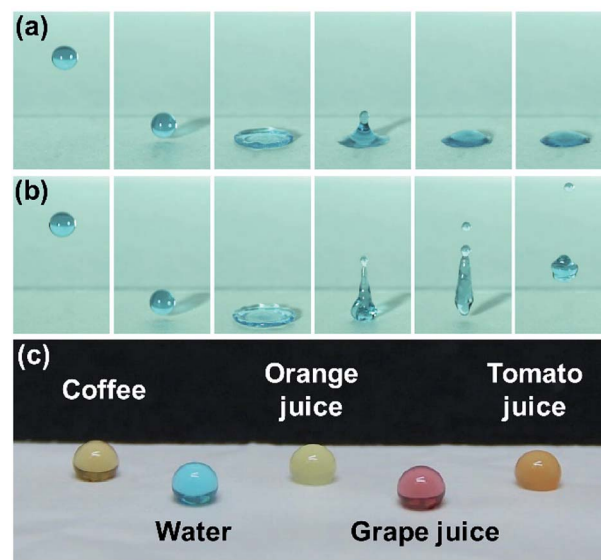 (a)
(b)
(c)
Coffee
Orange
juice
Tomato
juice
Water
Grape juice